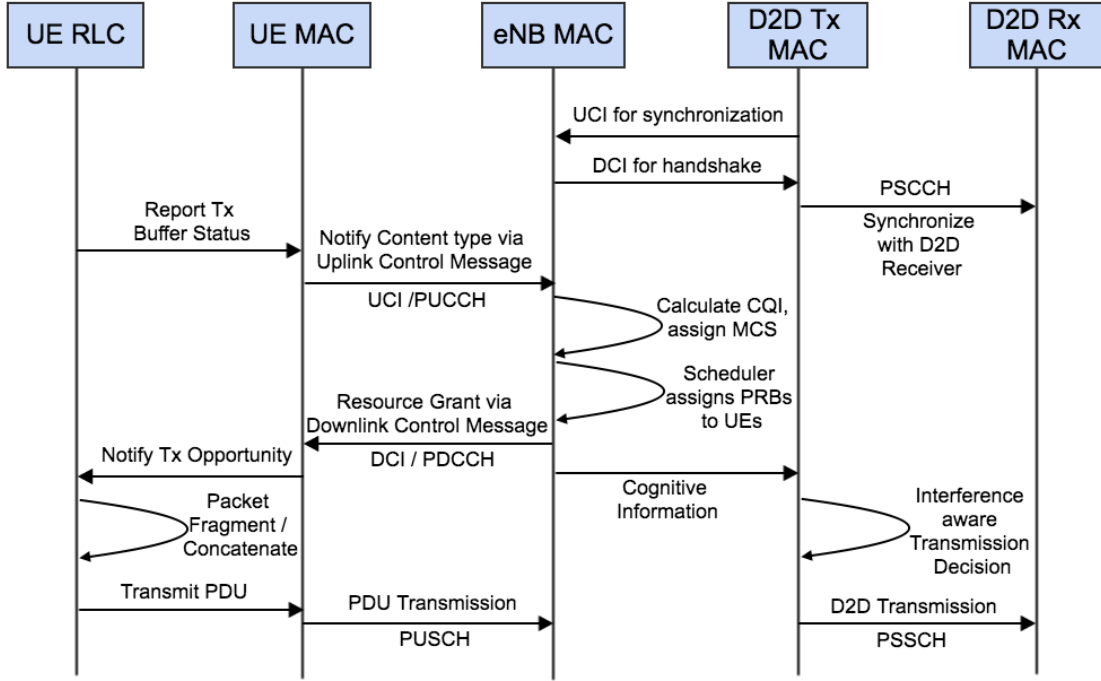 UE RLC
UE MAC
eNB MAC
D2D Tx
MAC
D2D Rx
MAC
UCI for synchronization
DCI for handshake
PSCCH
Synchronize
with D2D
Receiver
Report Tx
Buffer Status
Notify Content type via
Uplink Control Message
UCI /PUCCH
Calculate CQI,
assign MCS
Scheduler
assigns PRBs
to UEs
Resource Grant via
Downlink Control Message
DCI / PDCCH
Notify Tx Opportunity
Cognitive
Information
Packet
Fragment /
Concatenate
Interference
aware
Transmission
Decision
Transmit PDU
PDU Transmission
PUSCH
D2D Transmission
PSSCH